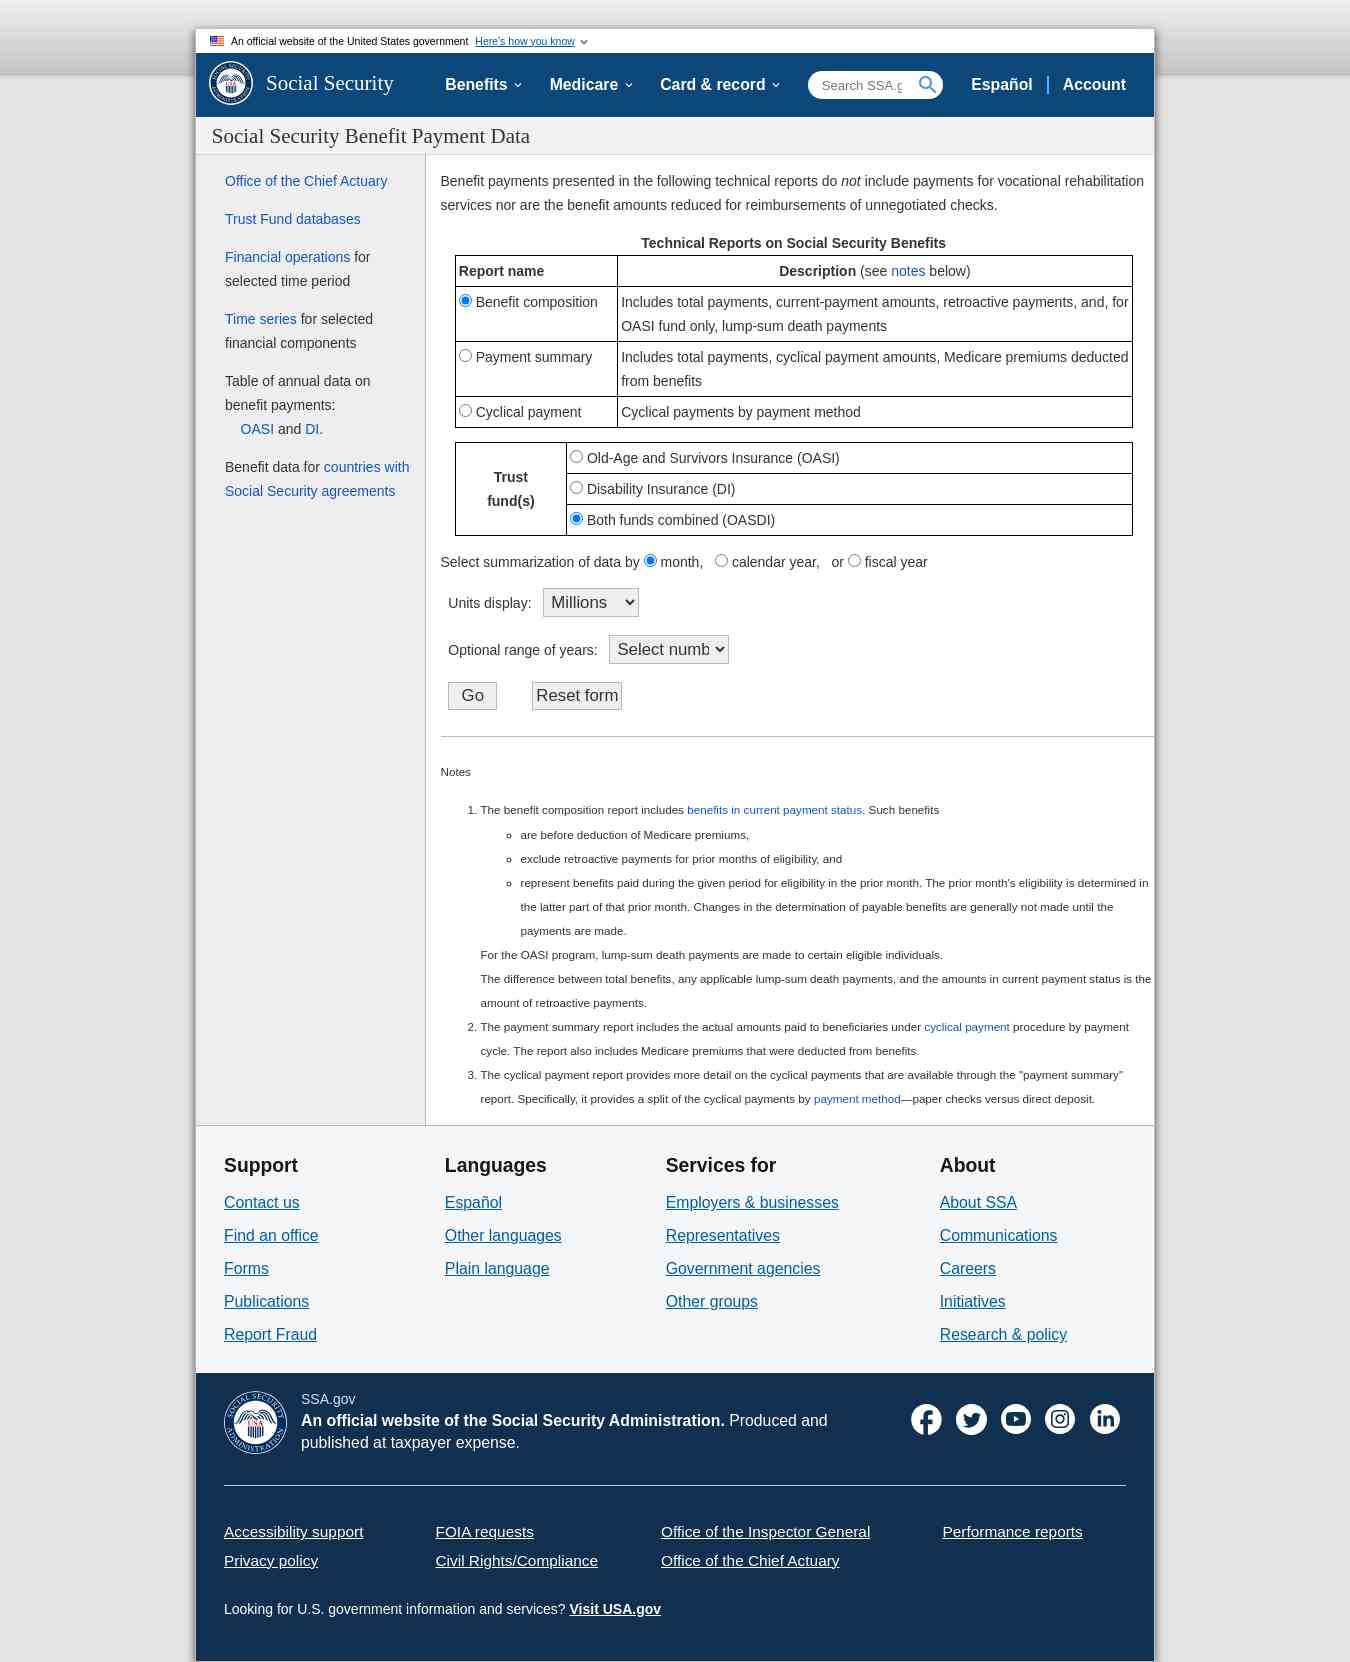 An official website of the United States government Here's how you know
Social Security
Benefits
Medicare
Card & record
Search SSA.g
Español
Account
Social Security Benefit Payment Data
Office of the Chief Actuary
Trust Fund databases
Financial operations for
selected time period
Time series for selected
financial components
Table of annual data on
benefit payments:
OASI and DI.
Benefit data for countries with
Social Security agreements
Benefit payments presented in the following technical reports do not include payments for vocational rehabilitation
services nor are the benefit amounts reduced for reimbursements of unnegotiated checks.
Technical Reports on Social Security Benefits
Report name
Description (see notes below)
Benefit composition
Includes total payments, current-payment amounts, retroactive payments, and, for
OASI fund only, lump-sum death payments
Payment summary
Includes total payments, cyclical payment amounts, Medicare premiums deducted
from benefits
Cyclical payment
Cyclical payments by payment method
Trust
fund(s)
Old-Age and Survivors Insurance (OASI)
Disability Insurance (DI)
Both funds combined (OASDI)
Select summarization of data by month, calendar year, or fiscal year
Units display: Millions
Optional range of years: Select numb
Go
Reset form
Notes
1. The benefit composition report includes benefits in current payment status. Such benefits
are before deduction of Medicare premiums,
exclude retroactive payments for prior months of eligibility, and
represent benefits paid during the given period for eligibility in the prior month. The prior month's eligibility is determined in
the latter part of that prior month. Changes in the determination of payable benefits are generally not made until the
payments are made.
For the OASI program, lump-sum death payments are made to certain eligible individuals.
The difference between total benefits, any applicable lump-sum death payments, and the amounts in current payment status is the
amount of retroactive payments.
2. The payment summary report includes the actual amounts paid to beneficiaries under cyclical payment procedure by payment
cycle. The report also includes Medicare premiums that were deducted from benefits.
3. The cyclical payment report provides more detail on the cyclical payments that are available through the "payment summary"
report. Specifically, it provides a split of the cyclical payments by payment method—paper checks versus direct deposit.
Support
Contact us
Find an office
Forms
Publications
Report Fraud
Languages
Español
Other languages
Plain language
Services for
Employers & businesses
Representatives
Government agencies
Other groups
About
About SSA
Communications
Careers
Initiatives
Research & policy
SOCIAL SECURITY
USA
ADMINISTRATION
SSA.gov
An official website of the Social Security Administration. Produced and
published at taxpayer expense.
Accessibility support
FOIA requests
Office of the Inspector General
Performance reports
Privacy policy
Civil Rights/Compliance
Office of the Chief Actuary
Looking for U.S. government information and services? Visit USA.gov